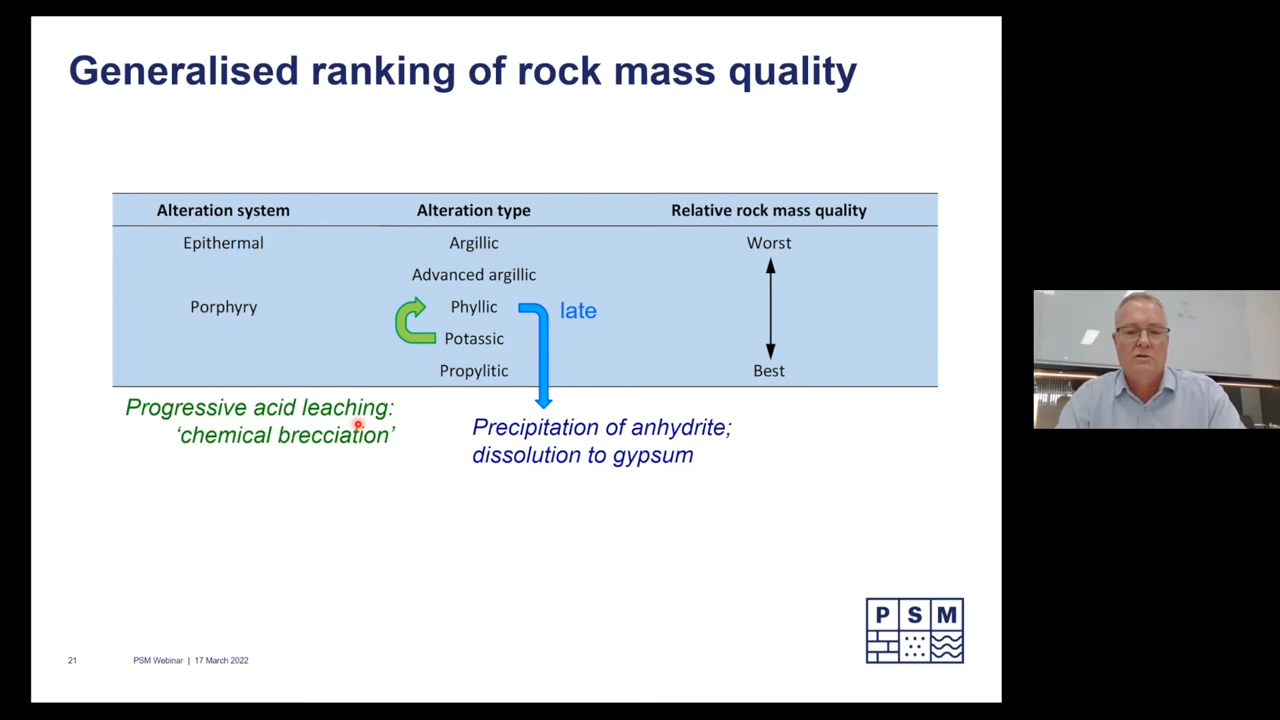 Generalised ranking of rock mass quality
Alteration system Alteration type Relative rock mass quality
Epithermal Argillic Worst
Advanced argillic
Porphyry Phyllic late
Potassic
Propylitic Best
Progressive acid leaching:
‘chemical brecciation’
Precipitation of anhydrite;
dissolution to gypsum
P S M
21 PSM Webinar | 17 March 2022